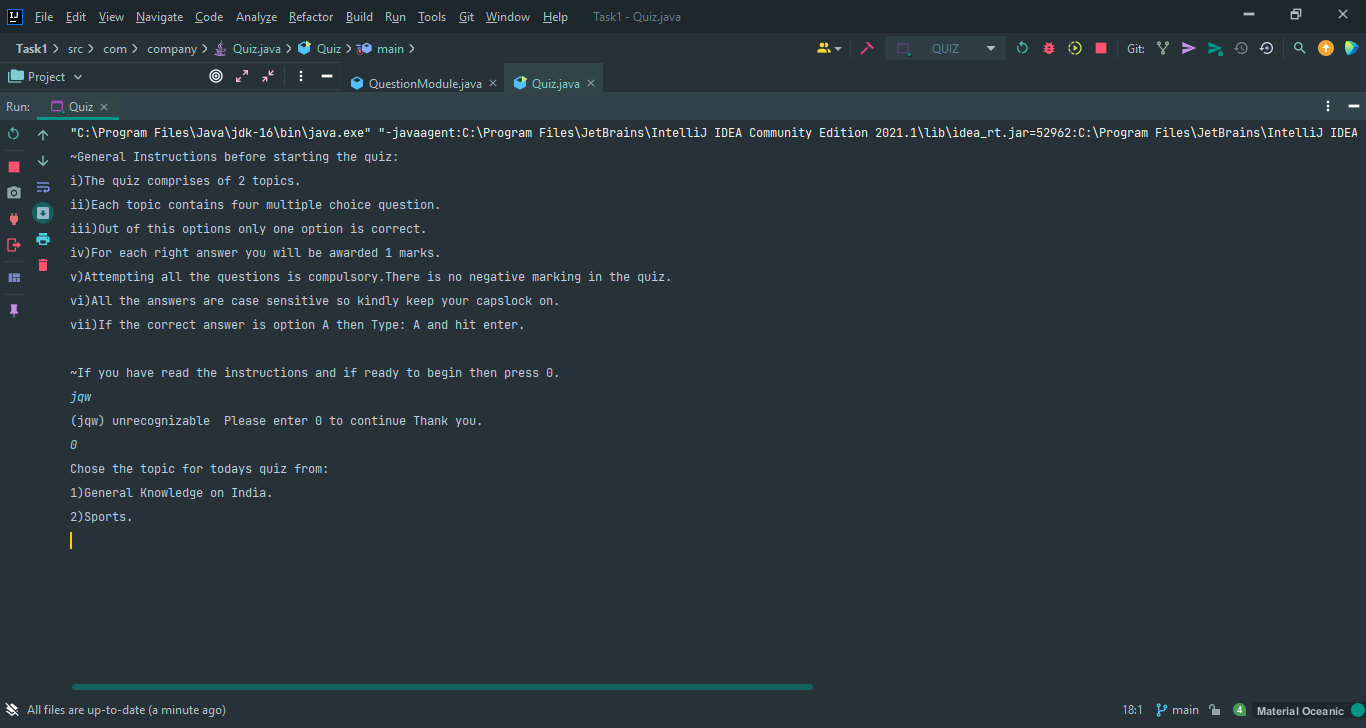 IJ File Edit View Navigate Code Analyze Refactor Build Run Tools Git Window Help Task1 - Quiz.java
Task1 src com company Quiz.java Quiz main QUIZ Git:
Project QuestionModule.java Quiz.java
Run: Quiz
"C:\Program Files\Java\jdk-16\bin\java.exe" "-javaagent:C:\Program Files\JetBrains\IntelliJ IDEA Community Edition 2021.1\lib\idea_rt.jar=52962:C:\Program Files\JetBrains\IntelliJ IDEA
~General Instructions before starting the quiz:
i)The quiz comprises of 2 topics.
ii)Each topic contains four multiple choice question.
iii)Out of this options only one option is correct.
iv)For each right answer you will be awarded 1 marks.
v)Attempting all the questions is compulsory.There is no negative marking in the quiz.
vi)All the answers are case sensitive so kindly keep your capslock on.
vii)If the correct answer is option A then Type: A and hit enter.
~If you have read the instructions and if ready to begin then press 0.
jqw
(jqw) unrecognizable  Please enter 0 to continue Thank you.
0
Chose the topic for todays quiz from:
1)General Knowledge on India.
2)Sports.
All files are up-to-date (a minute ago) 18:1 main 4 Material Oceanic